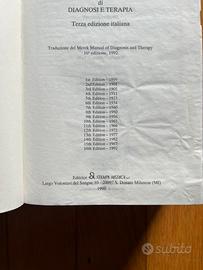 di
DIAGNOSI E TERAPIA
Terza edizione italiana
Traduzione del Merck Manual of Diagnosis and Therapy
16ª edizione, 1992
1st Edition - 1899
2nd Edition - 1901
3rd Edition - 1905
4th Edition - 1911
5th Edition - 1923
6th Edition - 1934
7th Edition - 1940
8th Edition - 1950
9th Edition - 1956
10th Edition - 1961
11th Edition - 1966
12th Edition - 1972
13th Edition - 1977
14th Edition - 1982
15th Edition - 1987
16th Edition - 1992
Editrice
STAMPA MEDICA
Largo Volontari del Sangue, 10 - 20097 S. Donato Milanese (MI)
Subito